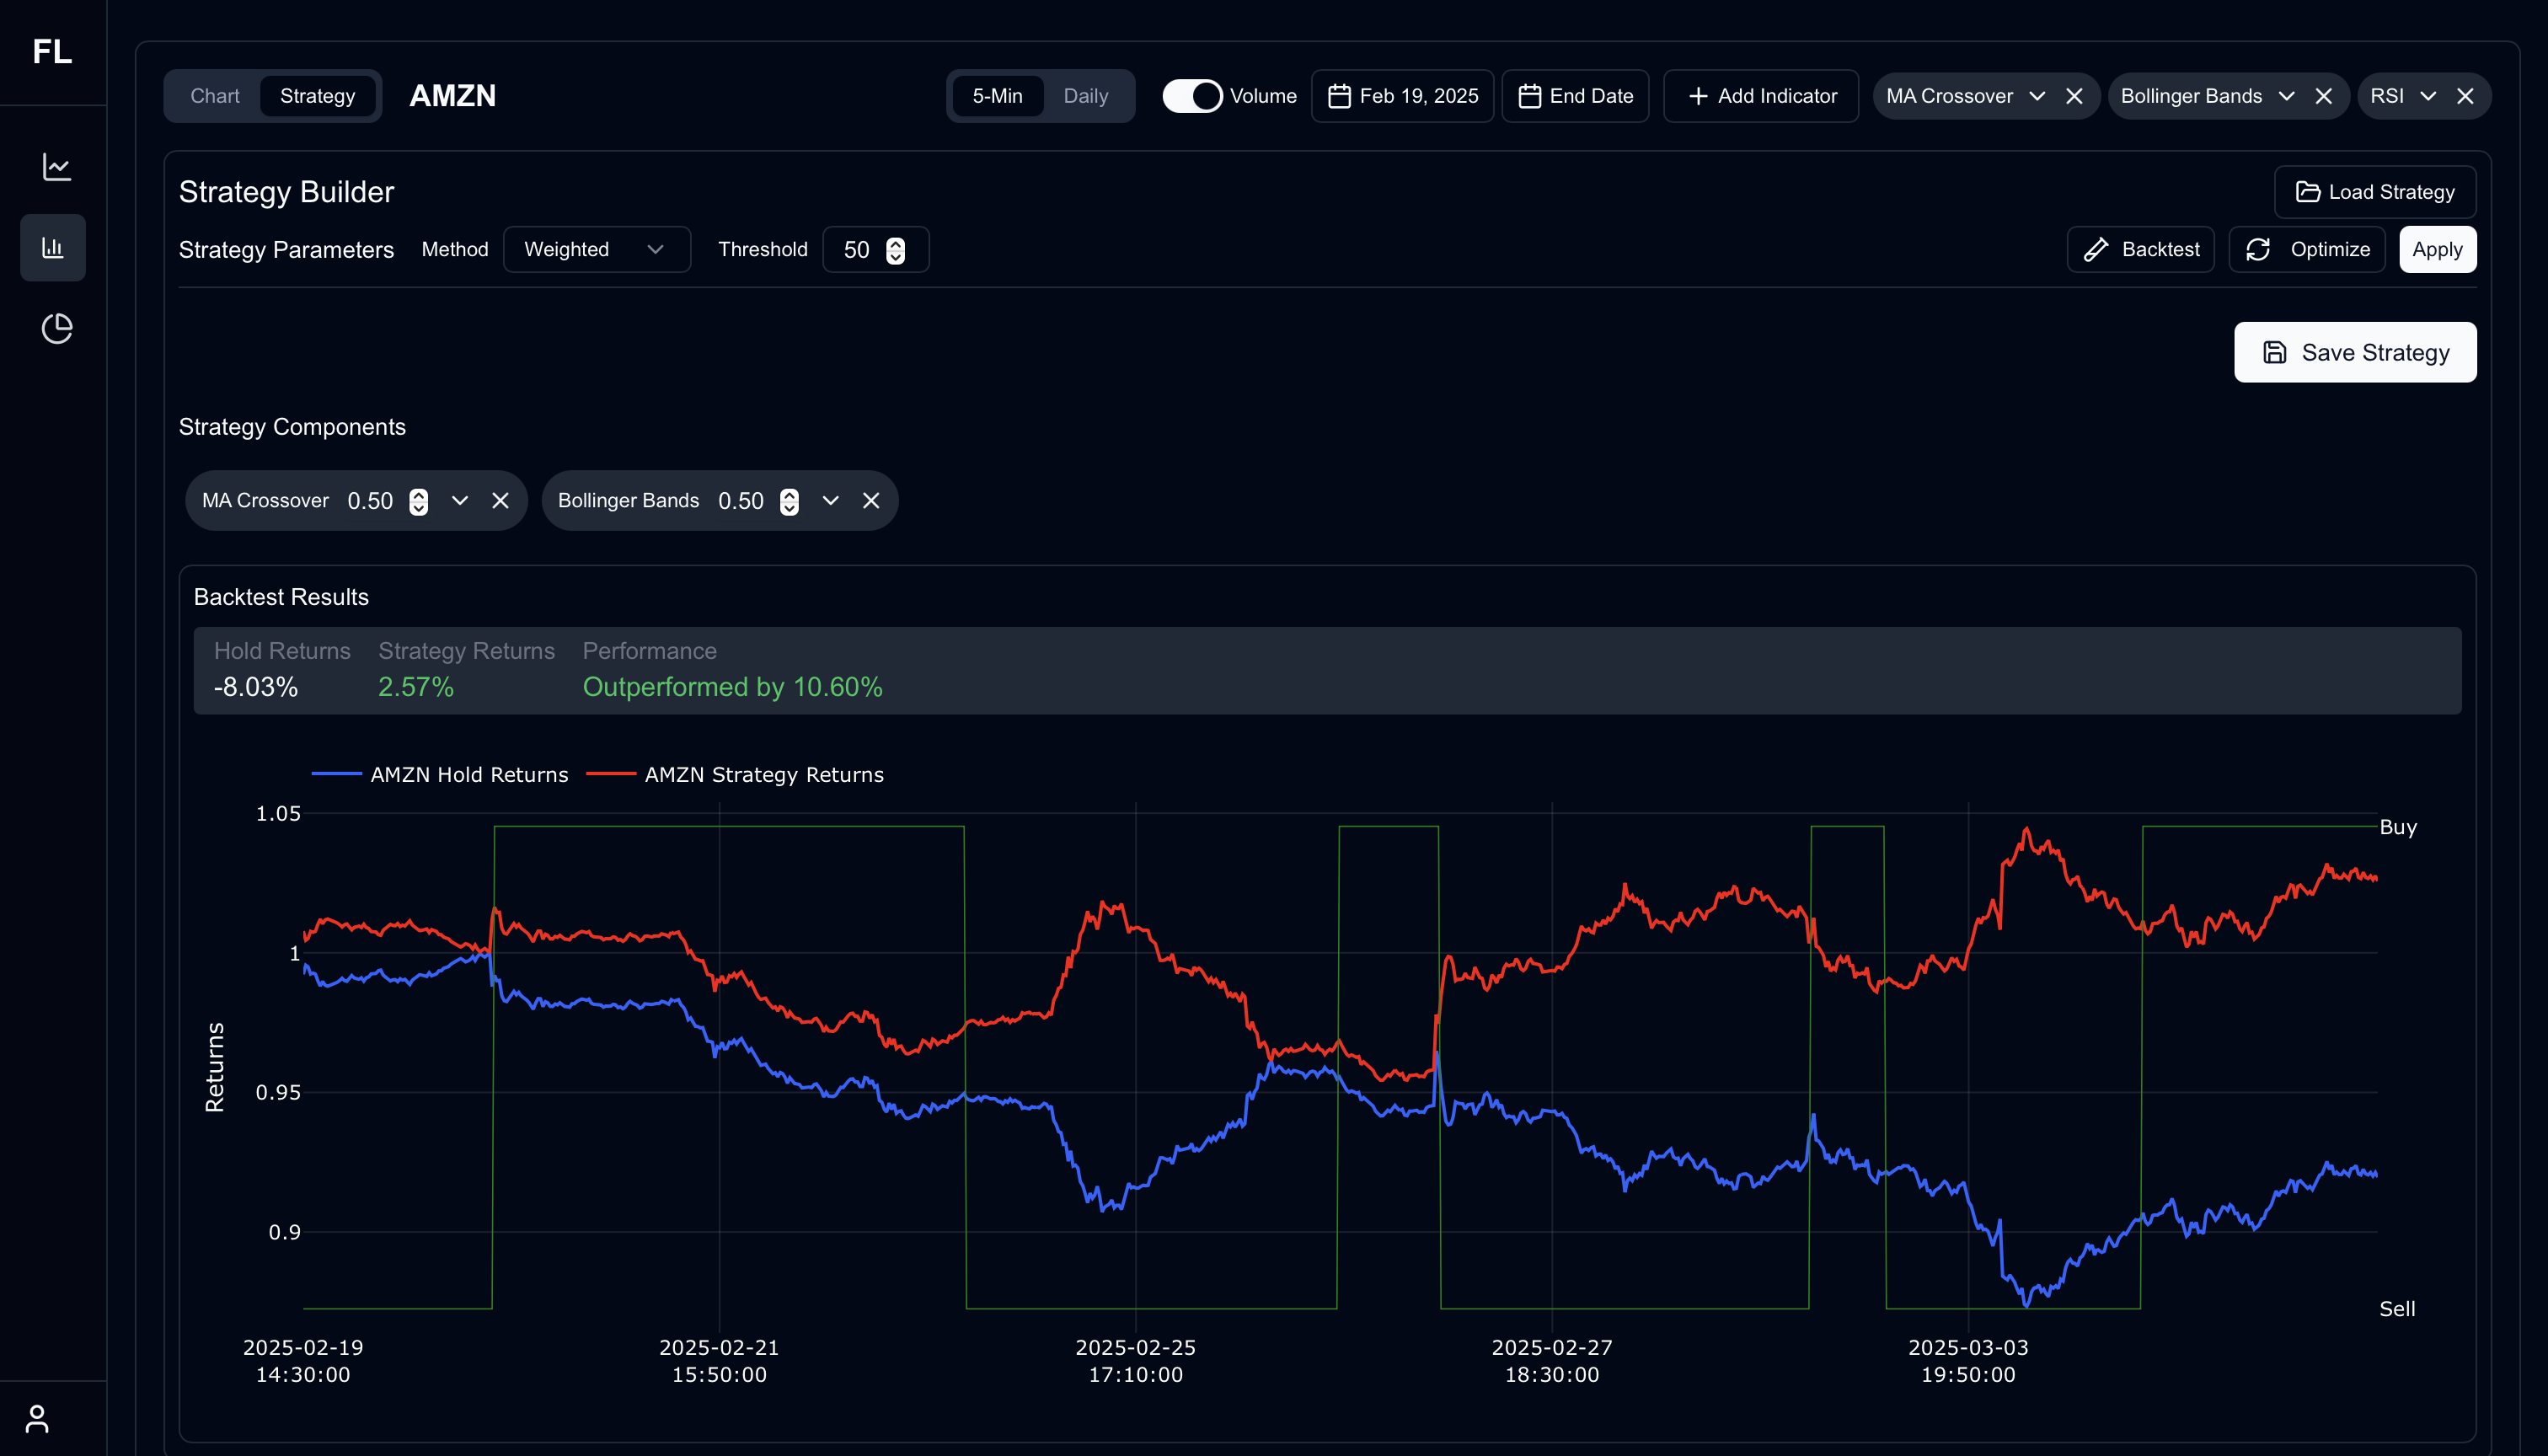 FL
Chart Strategy AMZN 5-Min Daily Volume Feb 19, 2025 End Date Add Indicator MA Crossover Bollinger Bands RSI
Strategy Builder Load Strategy
Strategy Parameters Method Weighted Threshold 50 Backtest Optimize Apply
Save Strategy
Strategy Components
MA Crossover 0.50 Bollinger Bands 0.50
Backtest Results
Hold Returns Strategy Returns Performance
-8.03% 2.57% Outperformed by 10.60%
AMZN Hold Returns AMZN Strategy Returns
1.05
Buy
1
0.95
Returns
0.9
Sell
2025-02-19 2025-02-21 2025-02-25 2025-02-27 2025-03-03
14:30:00 15:50:00 17:10:00 18:30:00 19:50:00